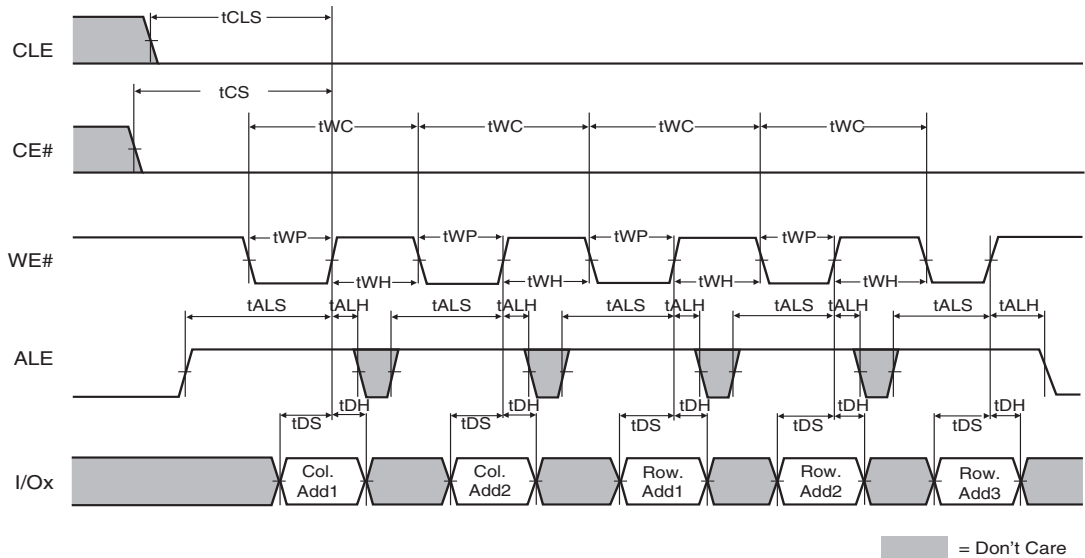 tCLS
CLE
tCS
tWC tWC tWC tWC
CE#
tWP tWP tWP tWP
WE#
tWH tWH tWH tWH
tALS tALH tALS tALH tALS tALH tALS tALH tALS tALH
ALE
tDH tDH tDH tDH tDH
tDS tDS tDS tDS tDS
I/Ox
Col. Add1
Col. Add2
Row. Add1
Row. Add2
Row. Add3
= Don't Care